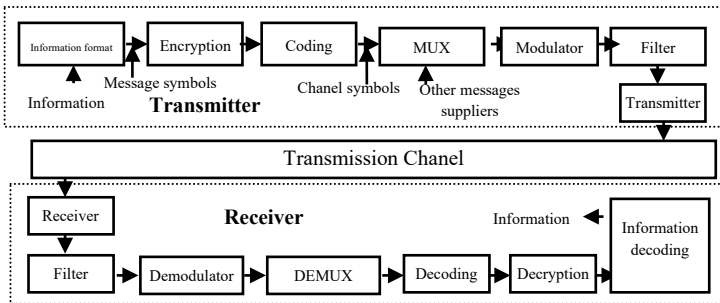 Information format
Encryption
Coding
MUX
Modulator
Filter
Message symbols
Chanel symbols
Other messages
suppliers
Information
Transmitter
Transmitter
Transmission Chanel
Receiver
Receiver
Information
Information
decoding
Filter
Demodulator
DEMUX
Decoding
Decryption